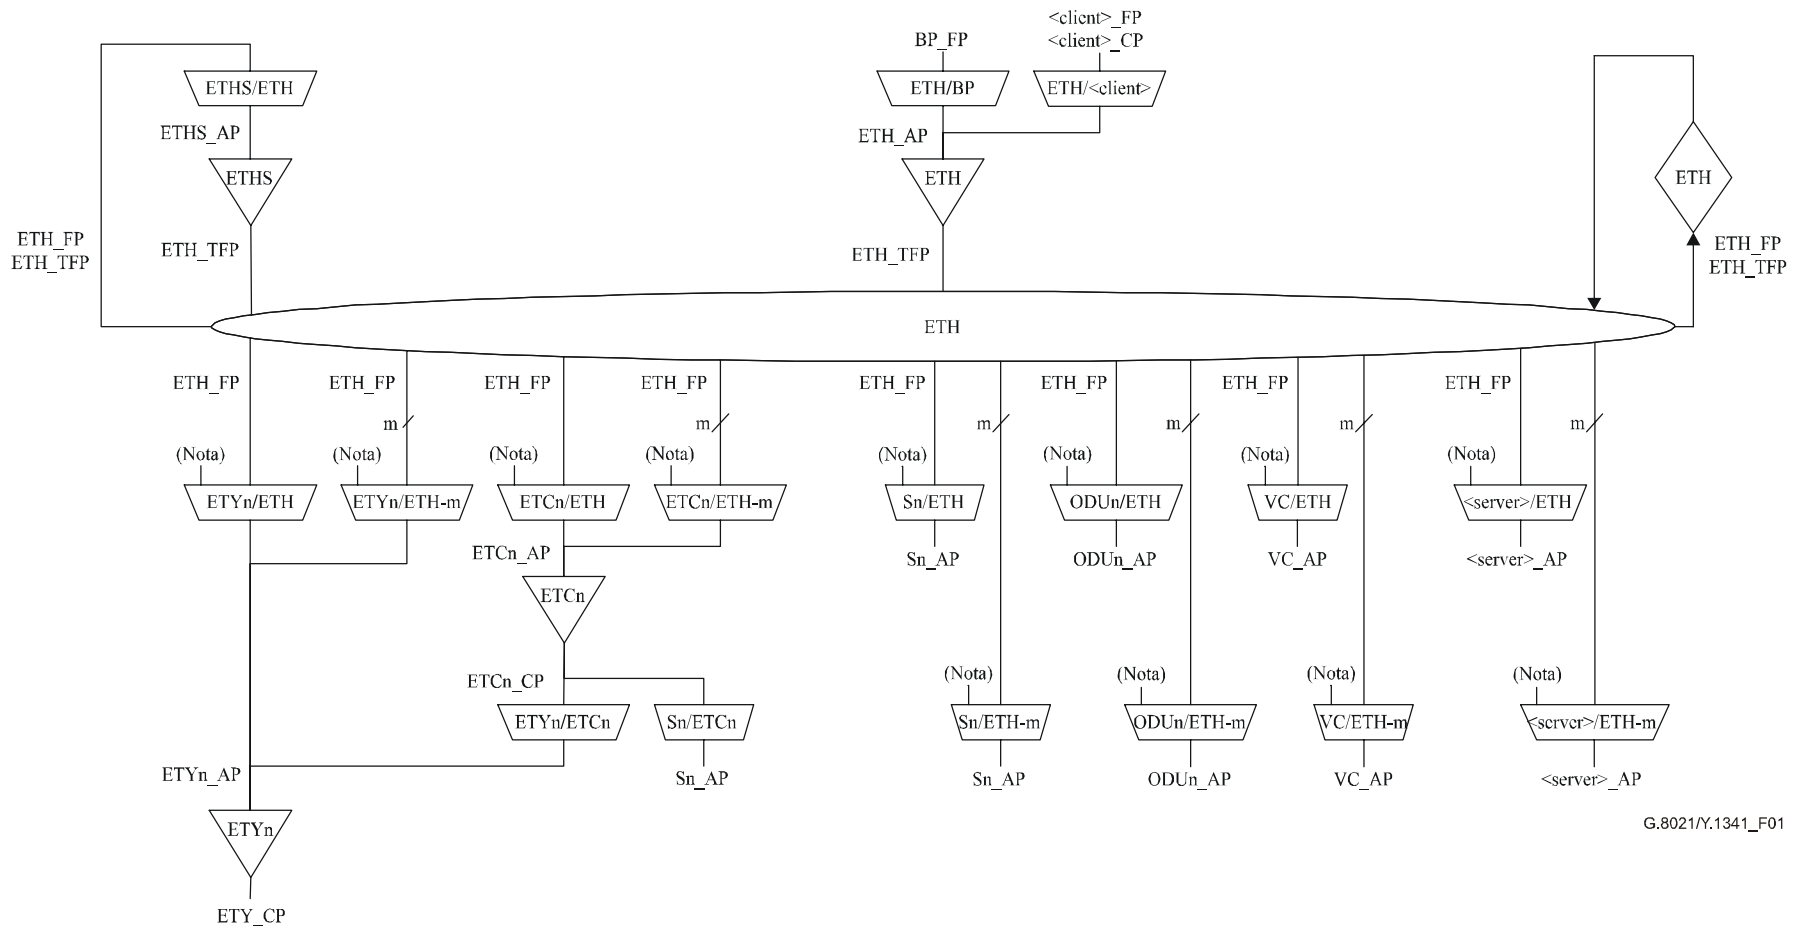 <client>_FP
BP_FP
<client>_CP
ETHS/ETH
ETH/BP
ETH/<client>
ETHS_AP
ETH_AP
ETHS
ETH
ETH
ETH_FP
ETH_TFP
ETH_TFP
ETH_TFP
ETH_FP
ETH_TFP
ETH
ETH_FP
ETH_FP
ETH_FP
ETH_FP
ETH_FP
ETH_FP
ETH_FP
ETH_FP
m
m
m
m
m
m
(Nota)
(Nota)
(Nota)
(Nota)
(Nota)
(Nota)
(Nota)
(Nota)
ETYn/ETH
ETYn/ETH-m
ETCn/ETH
ETCn/ETH-m
Sn/ETH
ODUn/ETH
VC/ETH
<server>/ETH
ETCn_AP
Sn_AP
ODUn_AP
VC_AP
<server>_AP
ETCn
ETCn_CP
(Nota)
(Nota)
(Nota)
(Nota)
ETYn/ETCn
Sn/ETCn
Sn/ETH-m
ODUn/ETH-m
VC/ETH-m
<server>/ETH-m
ETYn_AP
Sn_AP
Sn_AP
ODUn_AP
VC_AP
<server>_AP
ETYn
G.8021/Y.1341_F01
ETY_CP